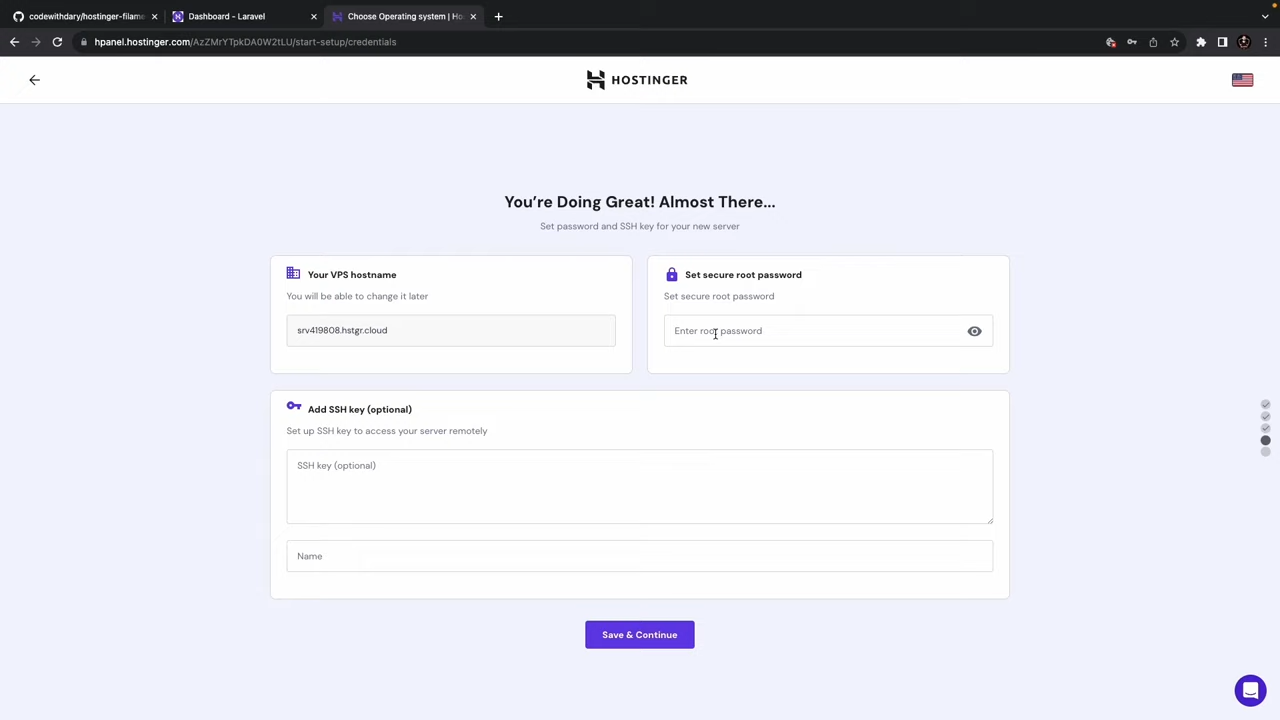 codewithdary/hostinger-filame
Dashboard - Laravel
Choose Operating system | Ho
hpanel.hostinger.com/AzZMrYTpkDA0W2tLU/start-setup/credentials
HOSTINGER
You’re Doing Great! Almost There...
Set password and SSH key for your new server
Your VPS hostname
You will be able to change it later
srv419808.hstgr.cloud
Set secure root password
Set secure root password
Enter root password
Add SSH key (optional)
Set up SSH key to access your server remotely
SSH key (optional)
Name
Save & Continue